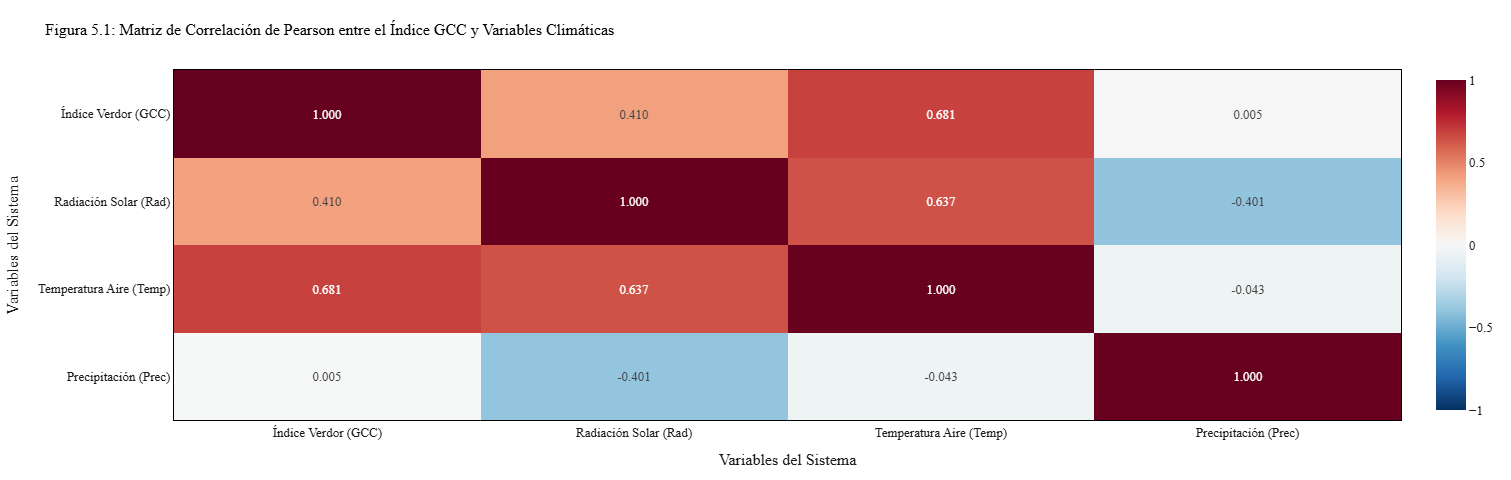 Figura 5.1: Matriz de Correlación de Pearson entre el Índice GCC y Variables Climáticas
Variables del Sistema
Índice Verdor (GCC) 1.000 0.410 0.681 0.005
Radiación Solar (Rad) 0.410 1.000 0.637 -0.401
Temperatura Aire (Temp) 0.681 0.637 1.000 -0.043
Precipitación (Prec) 0.005 -0.401 -0.043 1.000
Índice Verdor (GCC) Radiación Solar (Rad) Temperatura Aire (Temp) Precipitación (Prec)
Variables del Sistema
1
0.5
0
−0.5
−1